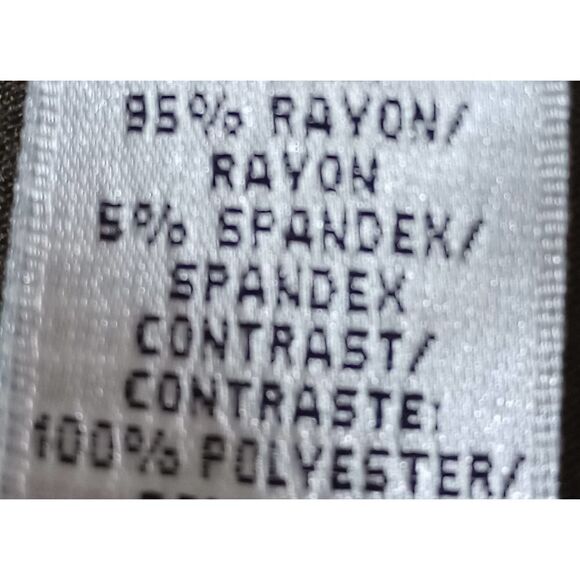 95% RAYON/
RAYON
5% SPANDEX/
SPANDEX
CONTRAST/
CONTRASTE:
100% POLYESTER/